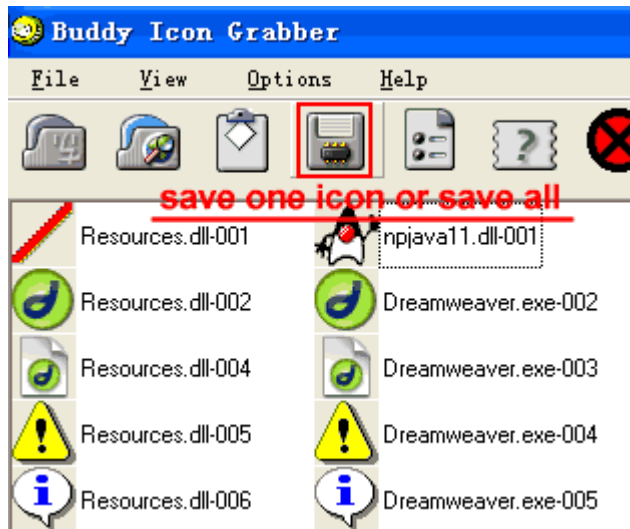 Buddy Icon Grabber
File View Options Help
save one icon or save all
Resources.dll-001 npjava11.dll-001
Resources.dll-002 Dreamweaver.exe-002
Resources.dll-004 Dreamweaver.exe-003
Resources.dll-005 Dreamweaver.exe-004
Resources.dll-006 Dreamweaver.exe-005